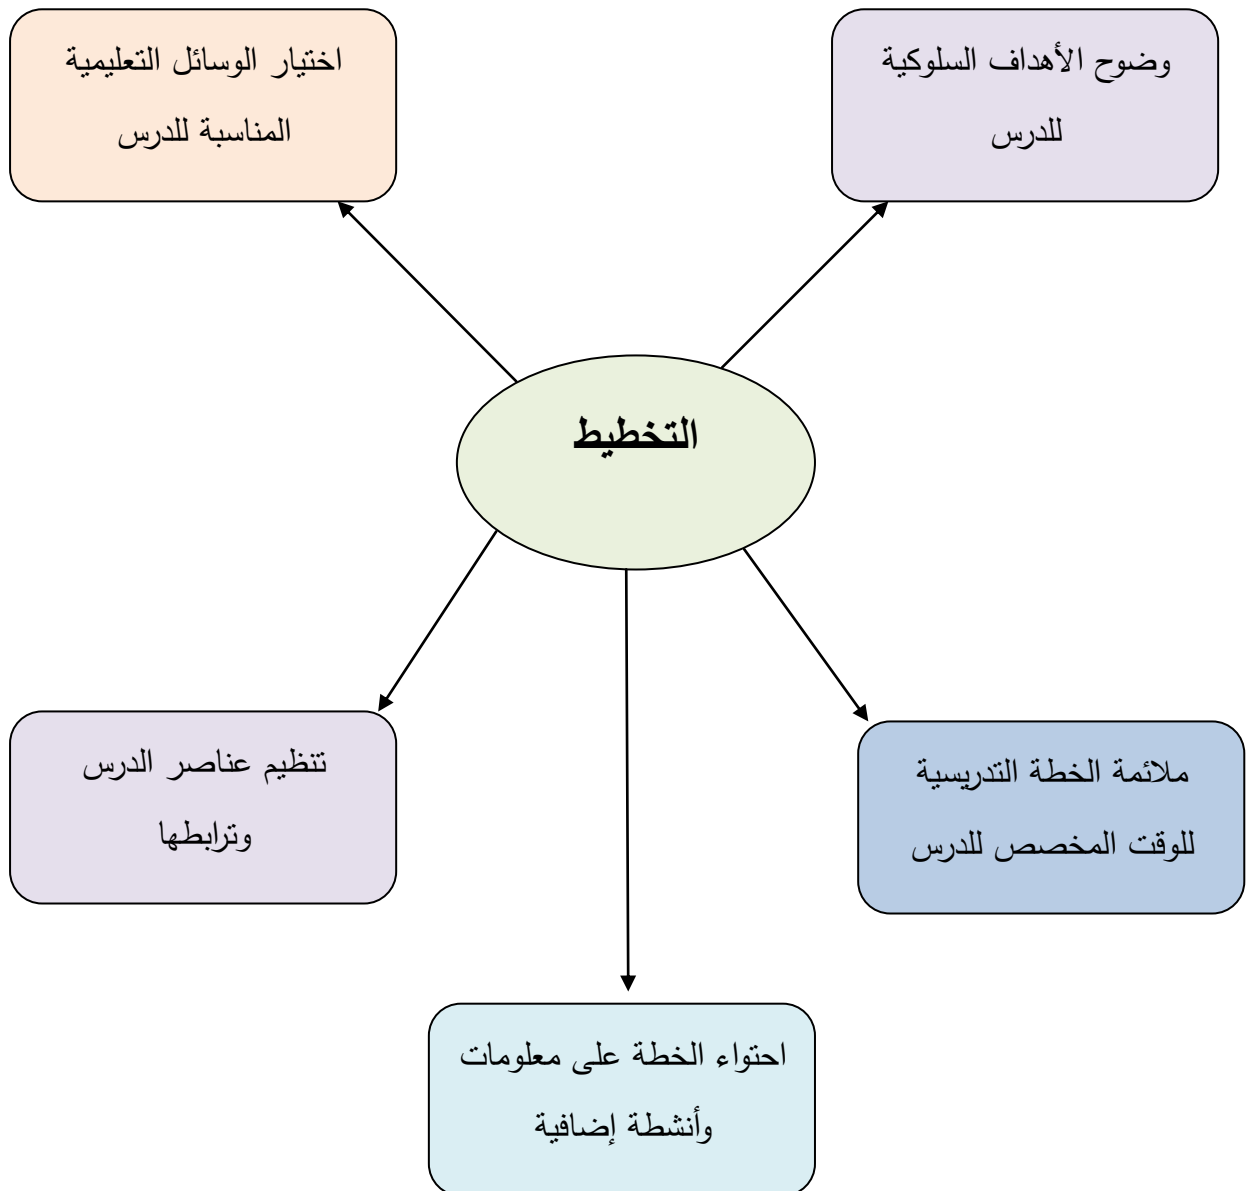 وضوح الأهداف السلوكية
للدرس
اختيار الوسائل التعليمية
المناسبة للدرس
التخطيط
ملائمة الخطة التدريسية
للوقت المخصص للدرس
تنظيم عناصر الدرس
وترابطها
احتواء الخطة على معلومات
وأنشطة إضافية